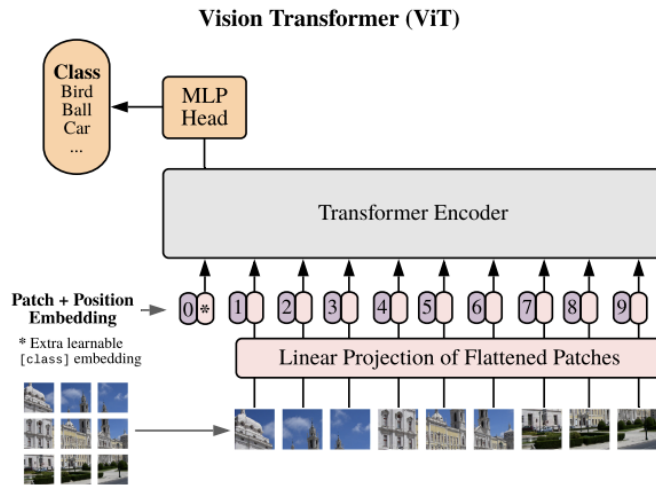 Vision Transformer (ViT)
Class
Bird
Ball
Car
...
MLP
Head
Transformer Encoder
Patch + Position
Embedding
0 * 1 2 3 4 5 6 7 8 9
* Extra learnable
[class] embedding
Linear Projection of Flattened Patches